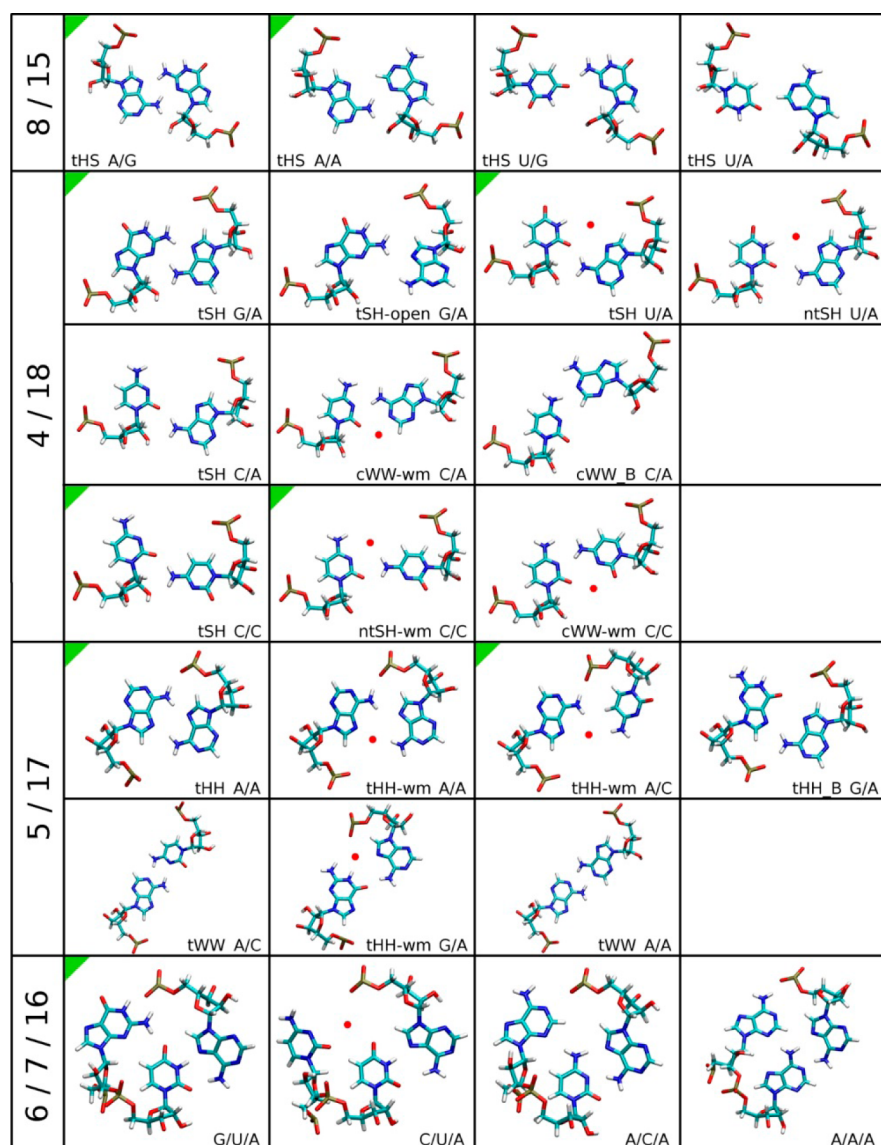 8 / 15
tHS A/G
tHS A/A
tHS U/G
tHS U/A
4 / 18
tSH G/A
tSH-open G/A
tSH U/A
ntSH U/A
tSH C/A
cWW-wm C/A
cWW_B C/A
tSH C/C
ntSH-wm C/C
cWW-wm C/C
5 / 17
tHH A/A
tHH-wm A/A
tHH-wm A/C
tHH_B G/A
tWW A/C
tHH-wm G/A
tWW A/A
6 / 7 / 16
G/U/A
C/U/A
A/C/A
A/A/A